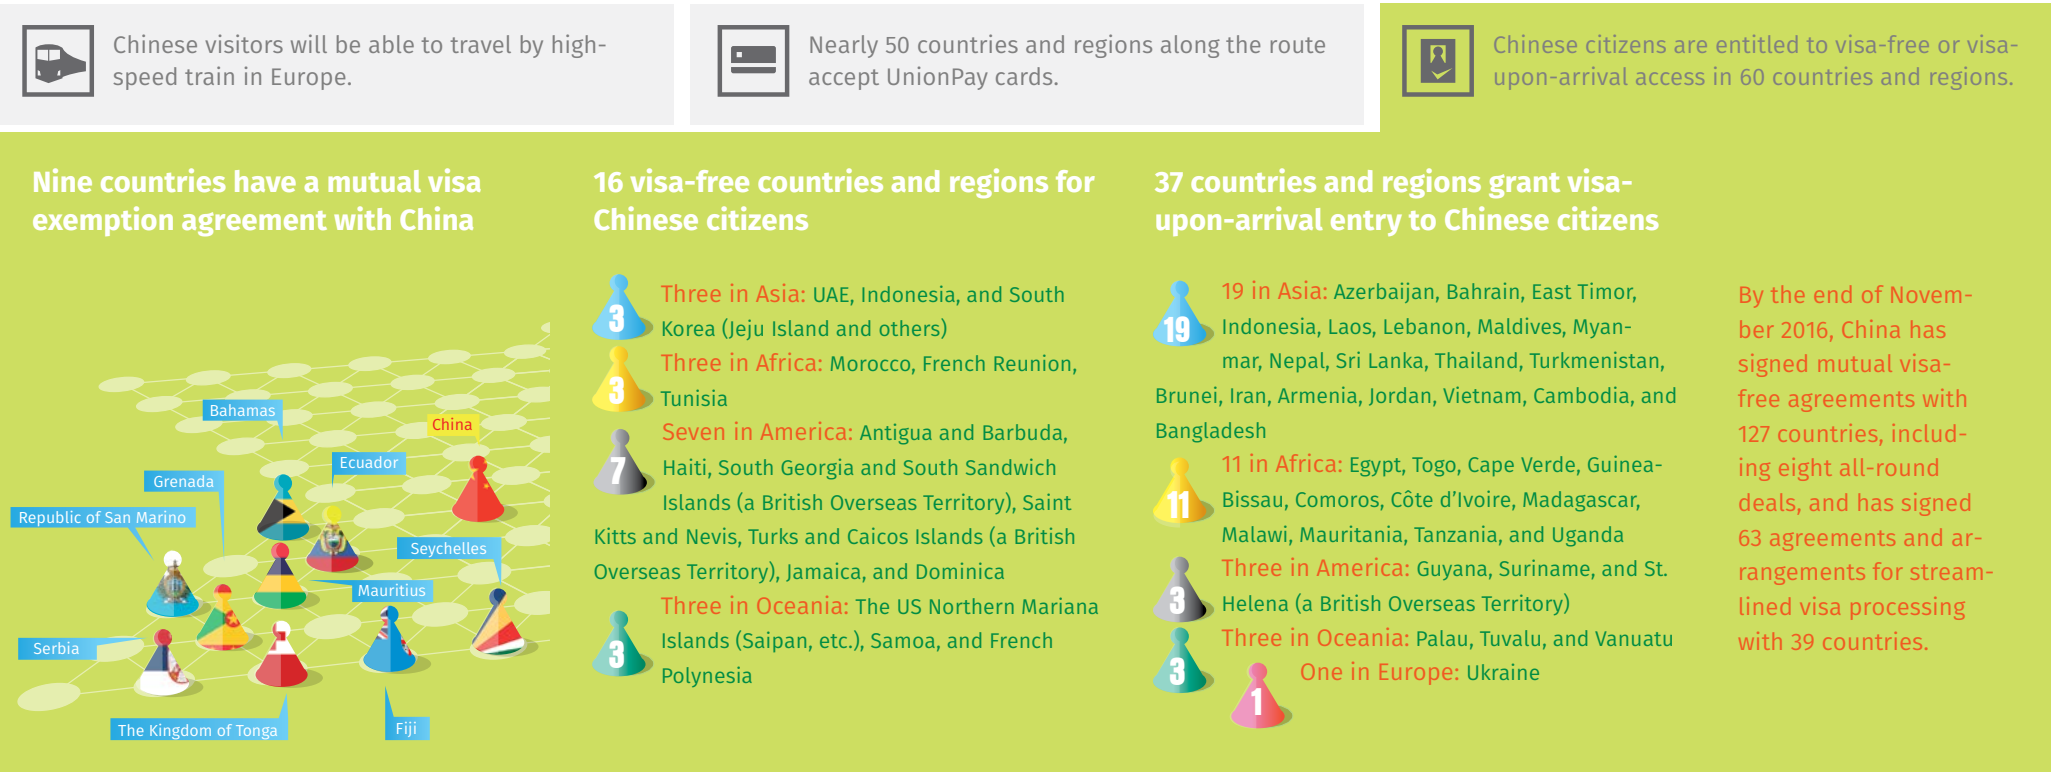 Chinese visitors will be able to travel by high-
speed train in Europe.
Nearly 50 countries and regions along the route
accept UnionPay cards.
Chinese citizens are entitled to visa-free or visa-
upon-arrival access in 60 countries and regions.
Nine countries have a mutual visa
exemption agreement with China
Bahamas
China
Ecuador
Grenada
Republic of San Marino
Seychelles
Mauritius
Serbia
The Kingdom of Tonga
Fiji
16 visa-free countries and regions for
Chinese citizens
3
Three in Asia: UAE, Indonesia, and South
Korea (Jeju Island and others)
3
Three in Africa: Morocco, French Reunion,
Tunisia
7
Seven in America: Antigua and Barbuda,
Haiti, South Georgia and South Sandwich
Islands (a British Overseas Territory), Saint
Kitts and Nevis, Turks and Caicos Islands (a British
Overseas Territory), Jamaica, and Dominica
3
Three in Oceania: The US Northern Mariana
Islands (Saipan, etc.), Samoa, and French
Polynesia
37 countries and regions grant visa-
upon-arrival entry to Chinese citizens
19
19 in Asia: Azerbaijan, Bahrain, East Timor,
Indonesia, Laos, Lebanon, Maldives, Myan-
mar, Nepal, Sri Lanka, Thailand, Turkmenistan,
Brunei, Iran, Armenia, Jordan, Vietnam, Cambodia, and
Bangladesh
11
11 in Africa: Egypt, Togo, Cape Verde, Guinea-
Bissau, Comoros, Côte d'Ivoire, Madagascar,
Malawi, Mauritania, Tanzania, and Uganda
3
Three in America: Guyana, Suriname, and St.
Helena (a British Overseas Territory)
3
Three in Oceania: Palau, Tuvalu, and Vanuatu
1
One in Europe: Ukraine
By the end of Novem-
ber 2016, China has
signed mutual visa-
free agreements with
127 countries, includ-
ing eight all-round
deals, and has signed
63 agreements and ar-
rangements for stream-
lined visa processing
with 39 countries.